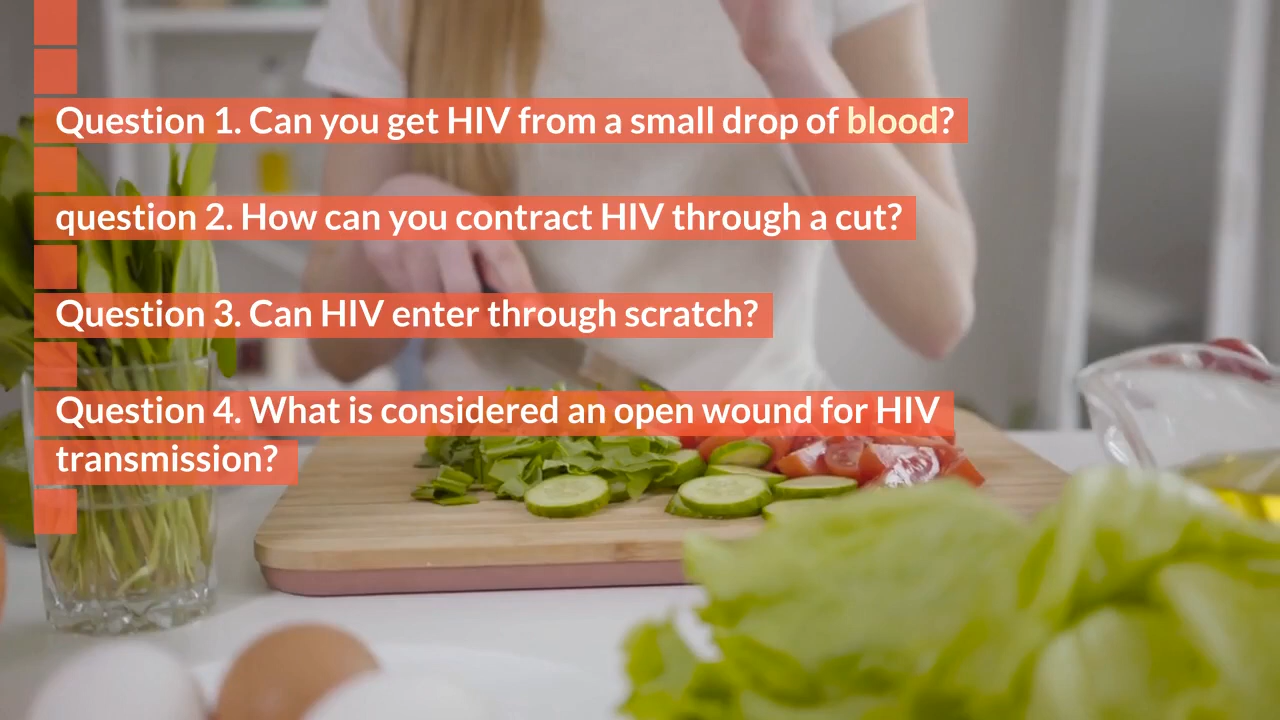 Question 1. Can you get HIV from a small drop of blood?
question 2. How can you contract HIV through a cut?
Question 3. Can HIV enter through scratch?
Question 4. What is considered an open wound for HIV
transmission?